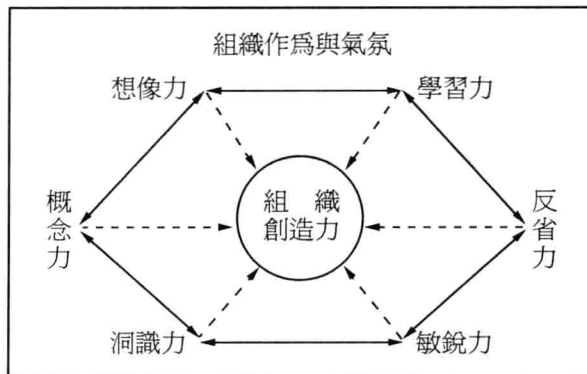 組織作爲與氣氛
想像力 學習力
概念力 組　織 反省力
創造力
洞識力 敏銳力